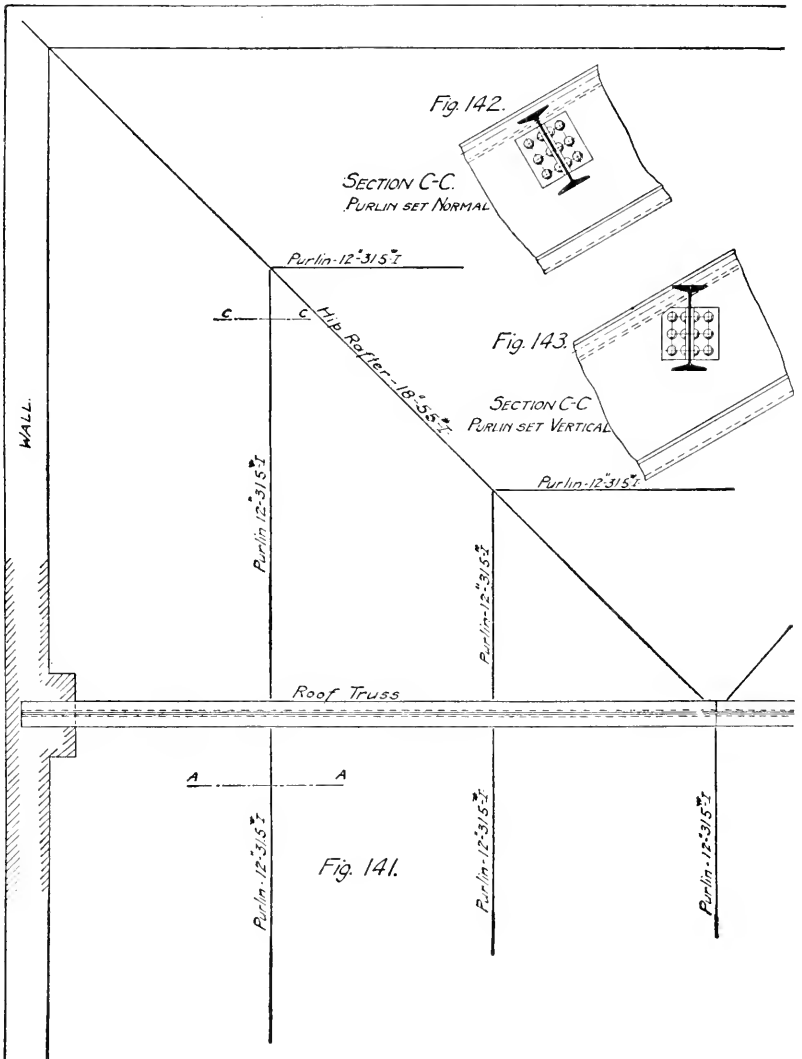 Fig. 142.
SECTION C-C.
PURLIN SET NORMAL
Purlin-12"-31.5#I
C C
Hip Rafter-18"-55#I
Fig. 143.
SECTION C-C
PURLIN SET VERTICAL
WALL.
Purlin 12"-31.5#I
Purlin-12"-31.5#I
Purlin-12"-31.5#I
Roof Truss
A A
Purlin-12"-31.5#I
Fig. 141.
Purlin-12"-31.5#I
Purlin-12"-31.5#I